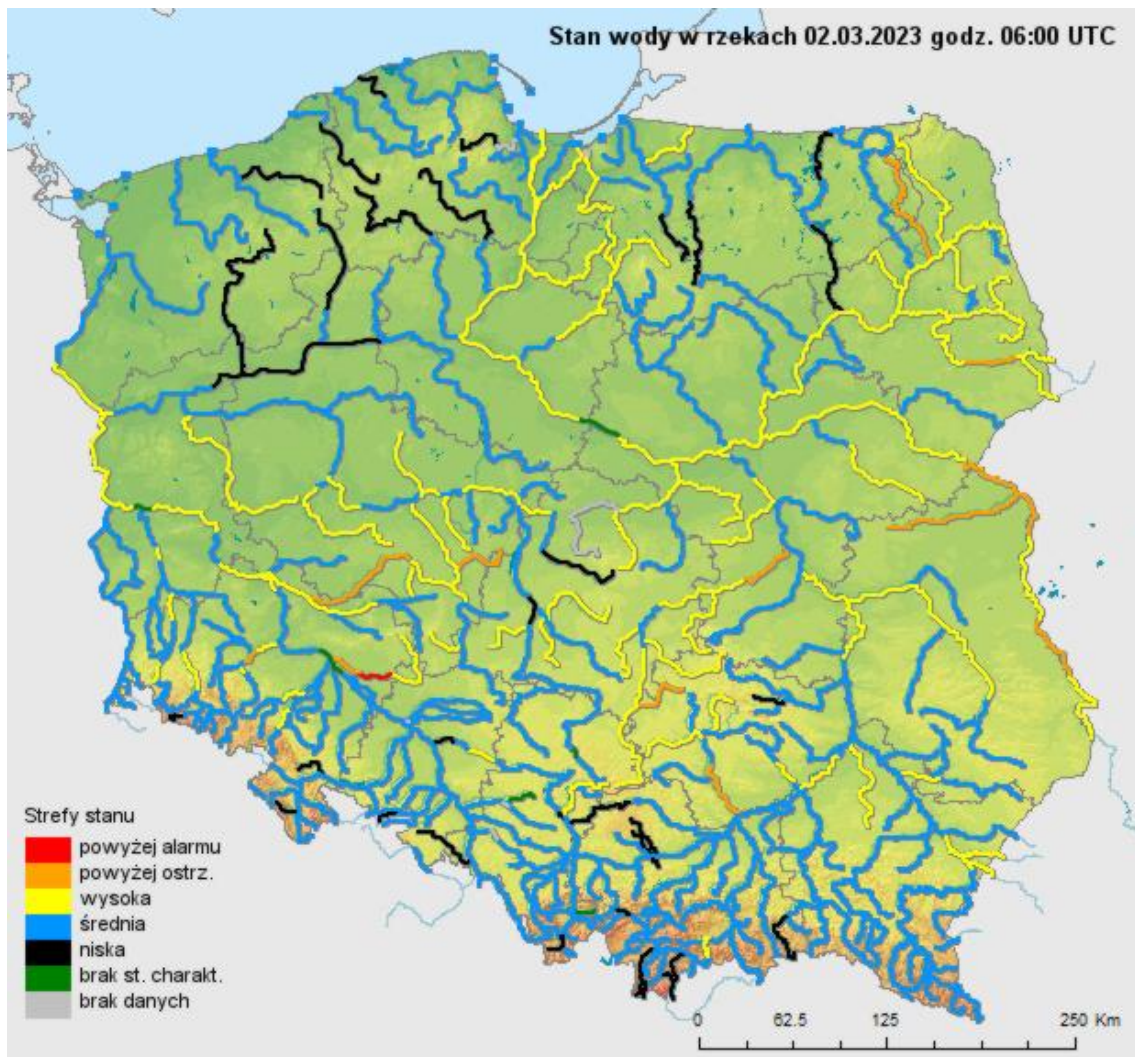 Stan wody w rzekach 02.03.2023 godz. 06:00 UTC
Strefy stanu
powyżej alarmu
powyżej ostrz.
wysoka
średnia
niska
brak st. charakt.
brak danych
0 62.5 125 250 Km